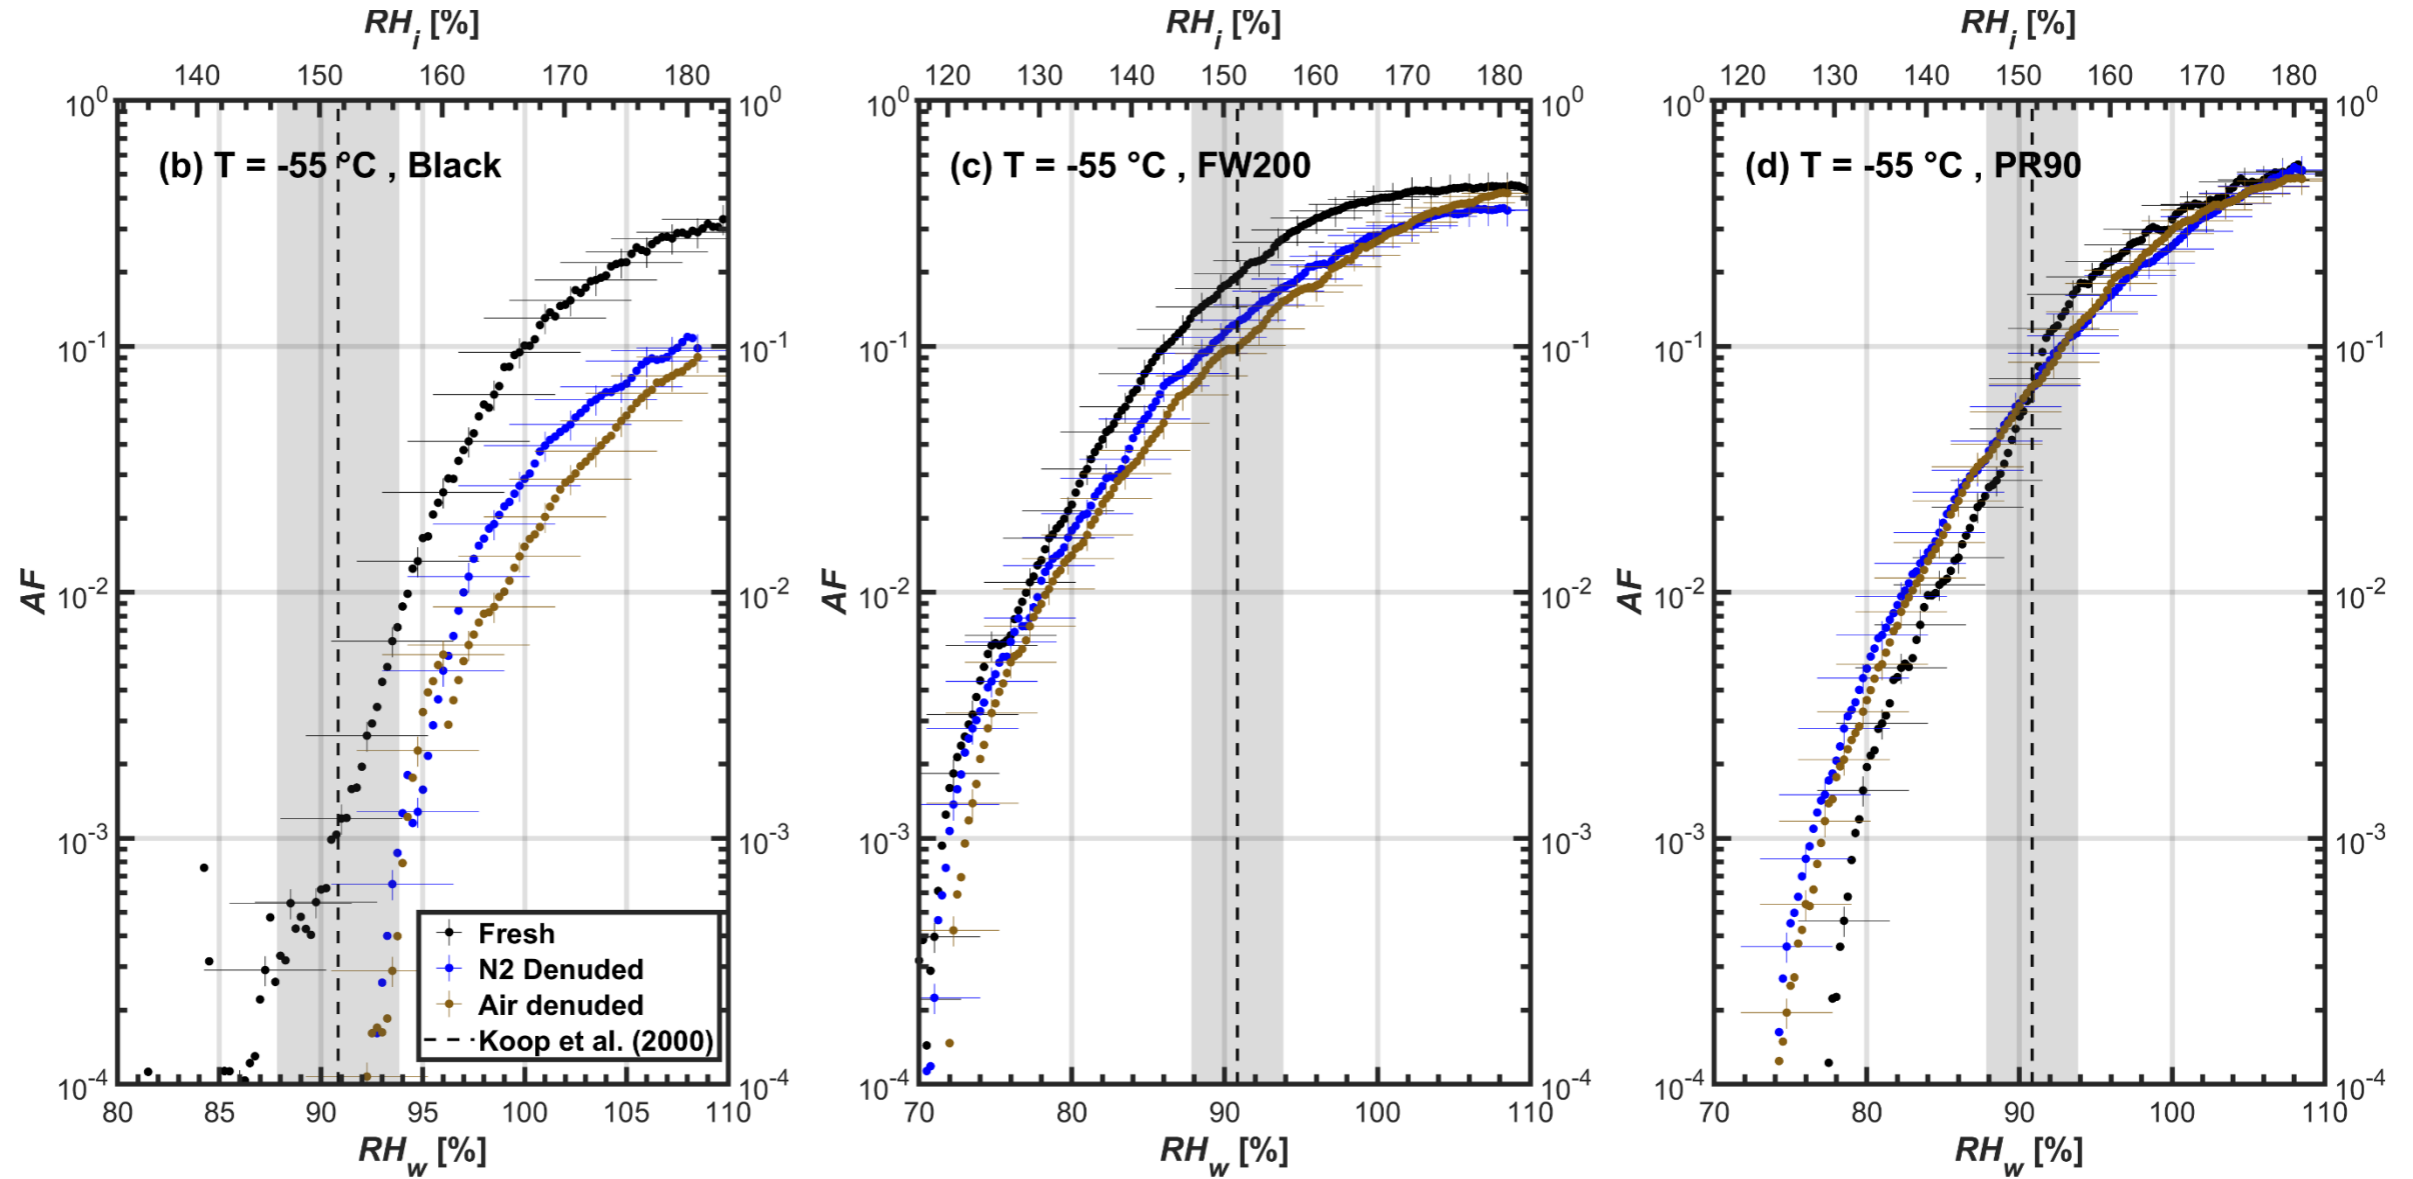 RHi [%]
RHi [%]
RHi [%]
140 150 160 170 180
120 130 140 150 160 170 180
120 130 140 150 160 170 180
10^0 10^0 10^0 10^0 10^0 10^0
(b) T = -55 °C , Black
(c) T = -55 °C , FW200
(d) T = -55 °C , PR90
10^-1 10^-1 10^-1 10^-1 10^-1 10^-1
AF
AF
AF
10^-2 10^-2 10^-2 10^-2 10^-2 10^-2
10^-3 10^-3 10^-3 10^-3 10^-3 10^-3
Fresh
N2 Denuded
Air denuded
Koop et al. (2000)
10^-4 10^-4 10^-4 10^-4 10^-4 10^-4
80 85 90 95 100 105 110
70 80 90 100 110
70 80 90 100 110
RHw [%]
RHw [%]
RHw [%]